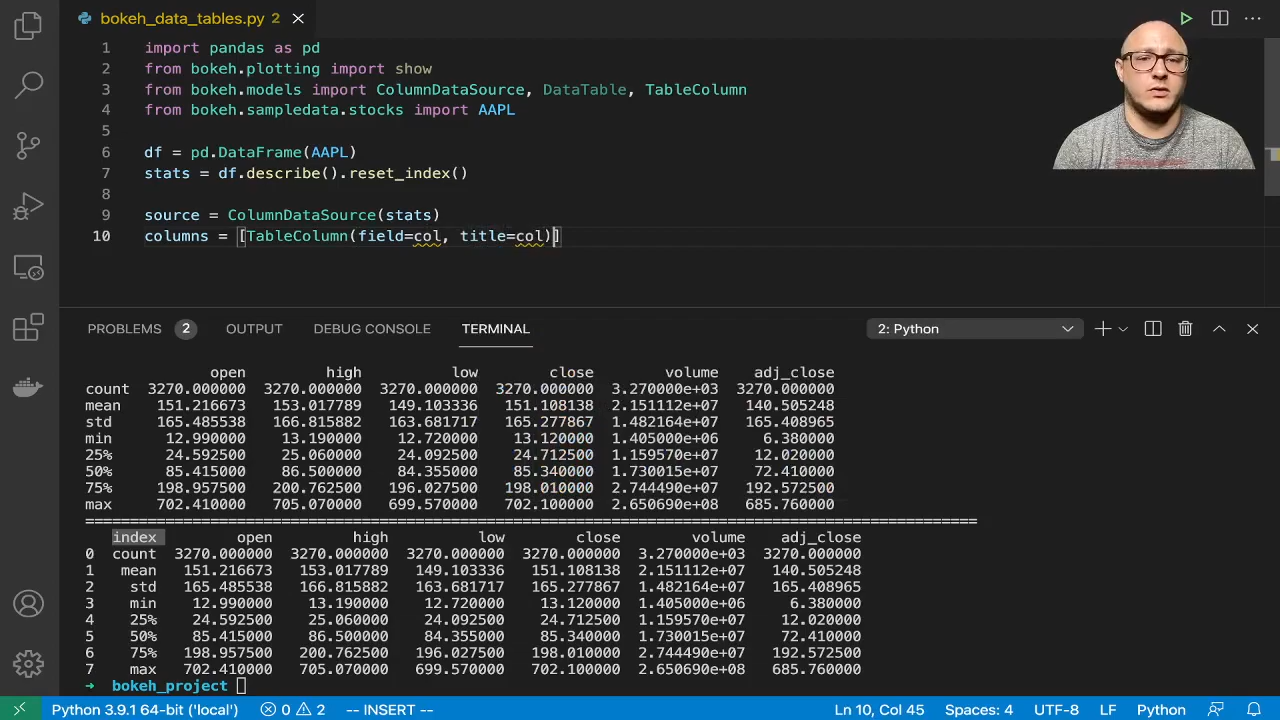 bokeh_data_tables.py 2
1 import pandas as pd
2 from bokeh.plotting import show
3 from bokeh.models import ColumnDataSource, DataTable, TableColumn
4 from bokeh.sampledata.stocks import AAPL
5
6 df = pd.DataFrame(AAPL)
7 stats = df.describe().reset_index()
8
9 source = ColumnDataSource(stats)
10 columns = [TableColumn(field=col, title=col)]
PROBLEMS 2 OUTPUT DEBUG CONSOLE TERMINAL 2: Python
open high low close volume adj_close
count 3270.000000 3270.000000 3270.000000 3270.000000 3.270000e+03 3270.000000
mean 151.216673 153.017789 149.103336 151.108138 2.151112e+07 140.505248
std 165.485538 166.815882 163.681717 165.277867 1.482164e+07 165.408965
min 12.990000 13.190000 12.720000 13.120000 1.405000e+06 6.380000
25% 24.592500 25.060000 24.092500 24.712500 1.159570e+07 12.020000
50% 85.415000 86.500000 84.355000 85.340000 1.730015e+07 72.410000
75% 198.957500 200.762500 196.027500 198.010000 2.744490e+07 192.572500
max 702.410000 705.070000 699.570000 702.100000 2.650690e+08 685.760000
=====================================================================================
index open high low close volume adj_close
0 count 3270.000000 3270.000000 3270.000000 3270.000000 3.270000e+03 3270.000000
1 mean 151.216673 153.017789 149.103336 151.108138 2.151112e+07 140.505248
2 std 165.485538 166.815882 163.681717 165.277867 1.482164e+07 165.408965
3 min 12.990000 13.190000 12.720000 13.120000 1.405000e+06 6.380000
4 25% 24.592500 25.060000 24.092500 24.712500 1.159570e+07 12.020000
5 50% 85.415000 86.500000 84.355000 85.340000 1.730015e+07 72.410000
6 75% 198.957500 200.762500 196.027500 198.010000 2.744490e+07 192.572500
7 max 702.410000 705.070000 699.570000 702.100000 2.650690e+08 685.760000
→ bokeh_project
Python 3.9.1 64-bit ('local') 0 2 -- INSERT -- Ln 10, Col 45 Spaces: 4 UTF-8 LF Python